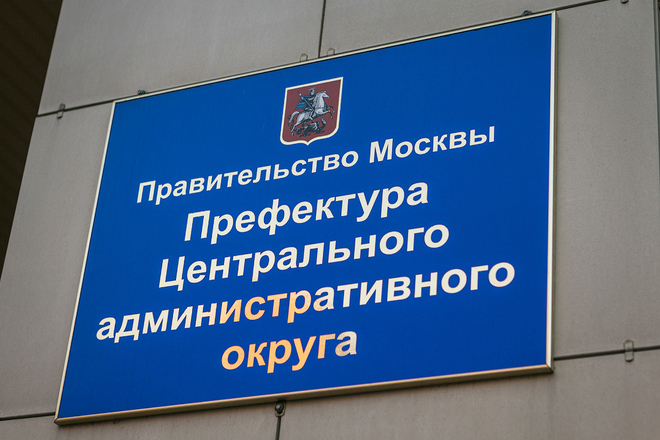 Правительство Москвы
Префектура
Центрального
административного
округа